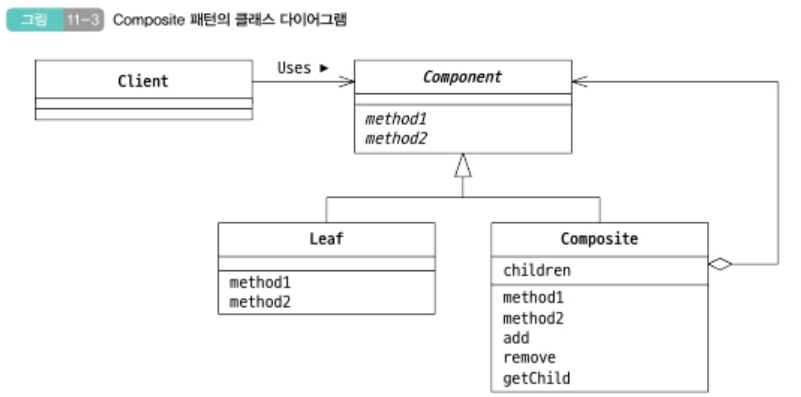 그림 11-3 Composite 패턴의 클래스 다이어그램
Client
Uses ►
Component
method1
method2
Leaf
method1
method2
Composite
children
method1
method2
add
remove
getChild